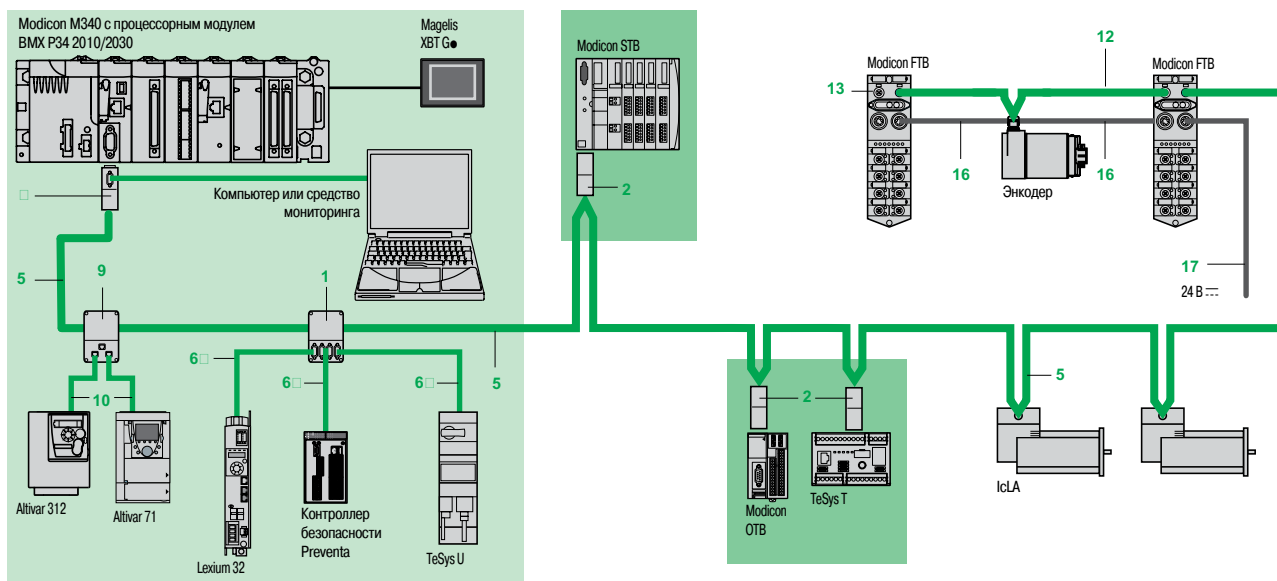 Modicon M340 с процессорным модулем
BMX P34 2010/2030
Magelis
XBT G●
Modicon STB
Modicon FTB
12
Modicon FTB
13
16
16
Энкодер
17
24 В
□
Компьютер или средство
мониторинга
2
5
9
1
6□
6□
6□
5
10
2
5
Altivar 312
Altivar 71
Lexium 32
Контроллер
безопасности
Preventa
TeSys U
Modicon
OTB
TeSys T
IcLA